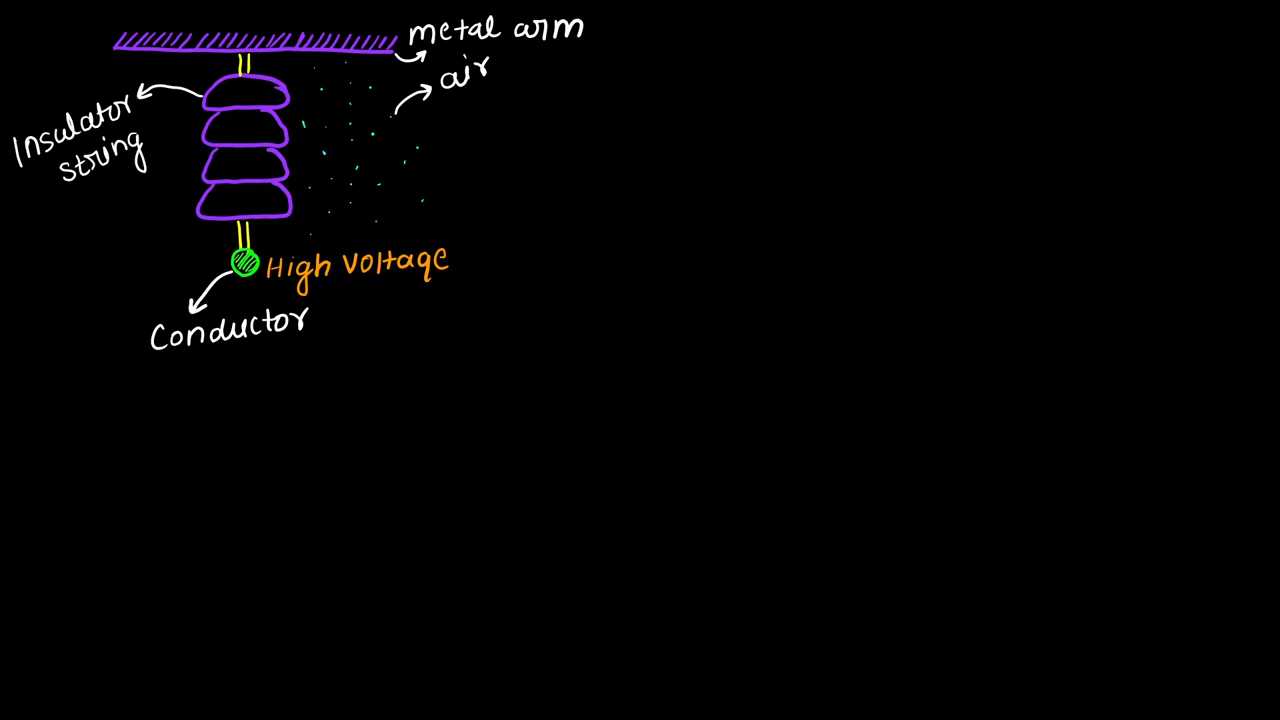 metal arm
air
Insulator
string
High Voltage
Conductor